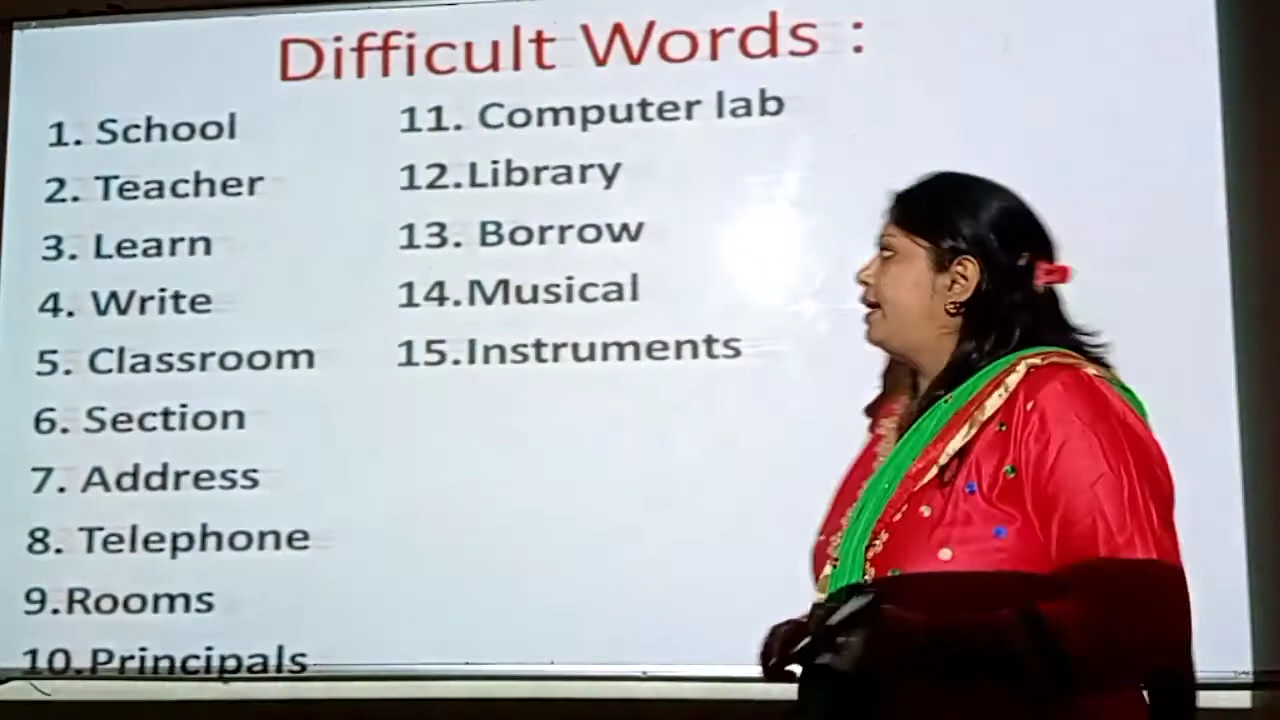 Difficult Words :
1. School
2. Teacher
3. Learn
4. Write
5. Classroom
6. Section
7. Address
8. Telephone
9.Rooms
10.Principals
11. Computer lab
12.Library
13. Borrow
14.Musical
15.Instruments